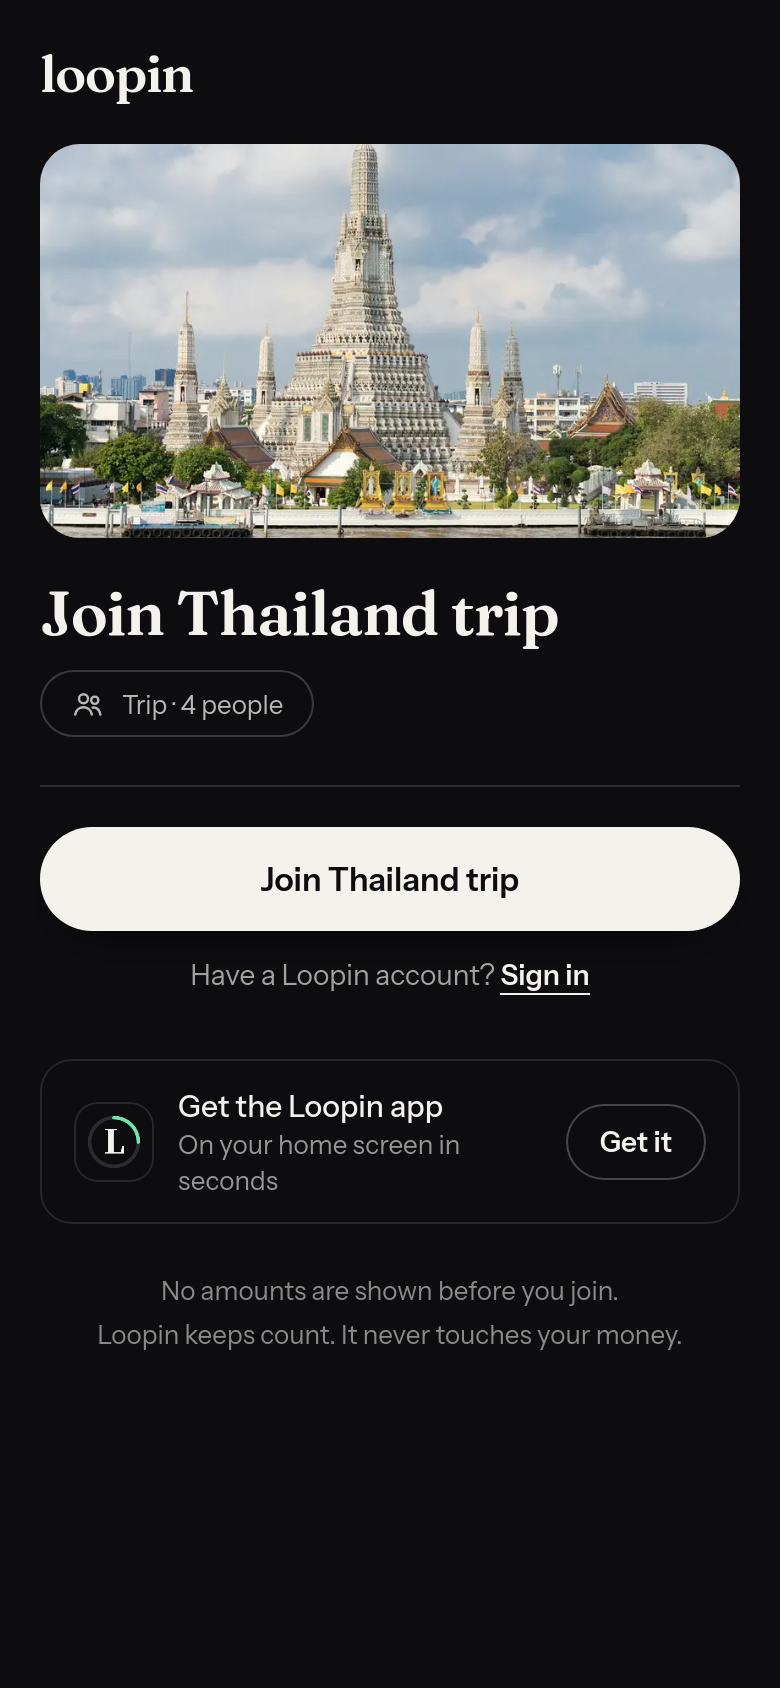 loopin
Join Thailand trip
Trip · 4 people
Join Thailand trip
Have a Loopin account? Sign in
L
Get the Loopin app
On your home screen in
seconds
Get it
No amounts are shown before you join.
Loopin keeps count. It never touches your money.